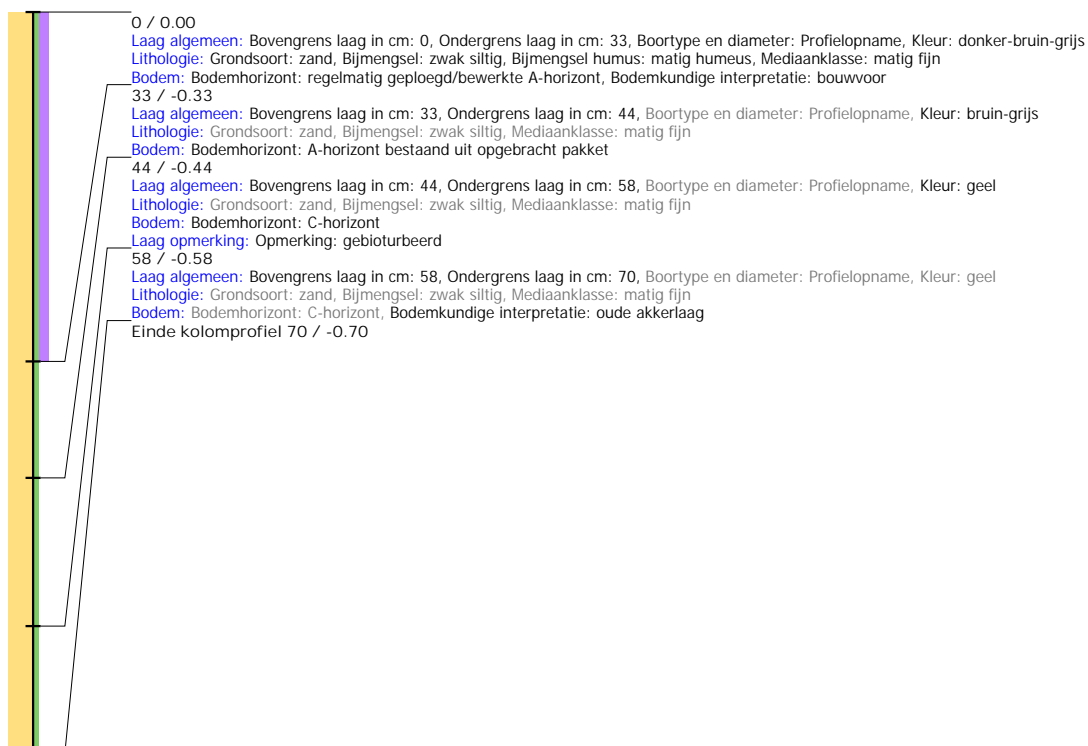 0 / 0.00
Laag algemeen: Bovengrens laag in cm: 0, Ondergrens laag in cm: 33, Boortype en diameter: Profielopname, Kleur: donker-bruin-grijs
Lithologie: Grondsoort: zand, Bijmengsel: zwak siltig, Bijmengsel humus: matig humeus, Mediaanklasse: matig fijn
Bodem: Bodemhorizont: regelmatig geploegd/bewerkte A-horizont, Bodemkundige interpretatie: bouwvoor
33 / -0.33
Laag algemeen: Bovengrens laag in cm: 33, Ondergrens laag in cm: 44, Boortype en diameter: Profielopname, Kleur: bruin-grijs
Lithologie: Grondsoort: zand, Bijmengsel: zwak siltig, Mediaanklasse: matig fijn
Bodem: Bodemhorizont: A-horizont bestaand uit opgebracht pakket
44 / -0.44
Laag algemeen: Bovengrens laag in cm: 44, Ondergrens laag in cm: 58, Boortype en diameter: Profielopname, Kleur: geel
Lithologie: Grondsoort: zand, Bijmengsel: zwak siltig, Mediaanklasse: matig fijn
Bodem: Bodemhorizont: C-horizont
Laag opmerking: Opmerking: gebioturbeerd
58 / -0.58
Laag algemeen: Bovengrens laag in cm: 58, Ondergrens laag in cm: 70, Boortype en diameter: Profielopname, Kleur: geel
Lithologie: Grondsoort: zand, Bijmengsel: zwak siltig, Mediaanklasse: matig fijn
Bodem: Bodemhorizont: C-horizont, Bodemkundige interpretatie: oude akkerlaag
Einde kolomprofiel 70 / -0.70